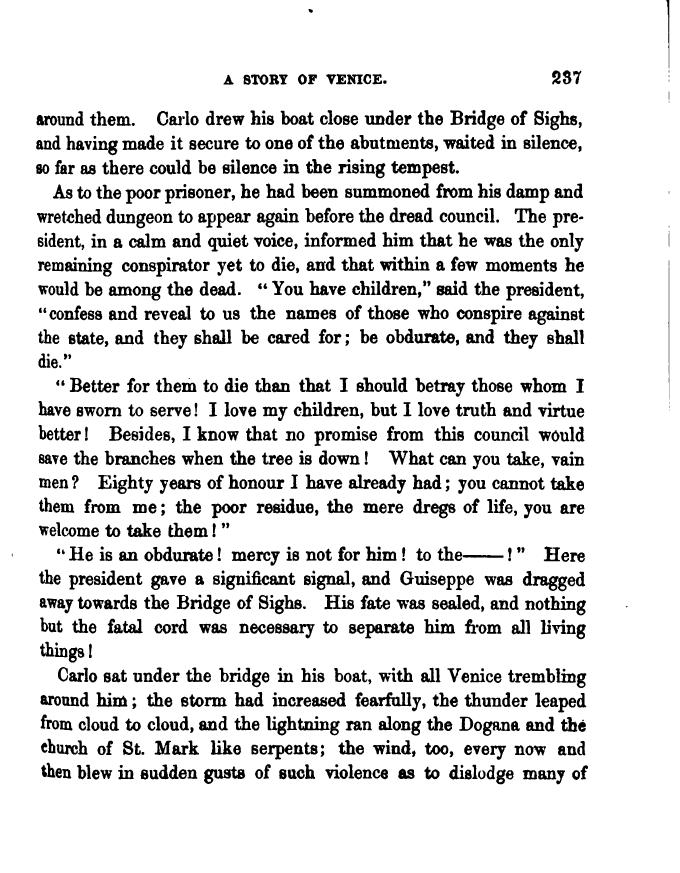 A STORY OF VENICE. 237
around them. Carlo drew his boat close under the Bridge of Sighs,
and having made it secure to one of the abutments, waited in silence,
so far as there could be silence in the rising tempest.
As to the poor prisoner, he had been summoned from his damp and
wretched dungeon to appear again before the dread council. The pre-
sident, in a calm and quiet voice, informed him that he was the only
remaining conspirator yet to die, and that within a few moments he
would be among the dead. “ You have children,” said the president,
“confess and reveal to us the names of those who conspire against
the state, and they shall be cared for ; be obdurate, and they shall
die.”
“ Better for them to die than that I should betray those whom I
have sworn to serve ! I love my children, but I love truth and virtue
better ! Besides, I know that no promise from this council would
save the branches when the tree is down ! What can you take, vain
men ? Eighty years of honour I have already had ; you cannot take
them from me ; the poor residue, the mere dregs of life, you are
welcome to take them ! ”
“ He is an obdurate ! mercy is not for him ! to the—— ! ” Here
the president gave a significant signal, and Guiseppe was dragged
away towards the Bridge of Sighs. His fate was sealed, and nothing
but the fatal cord was necessary to separate him from all living
things !
Carlo sat under the bridge in his boat, with all Venice trembling
around him ; the storm had increased fearfully, the thunder leaped
from cloud to cloud, and the lightning ran along the Dogana and the
church of St. Mark like serpents ; the wind, too, every now and
then blew in sudden gusts of such violence as to dislodge many of